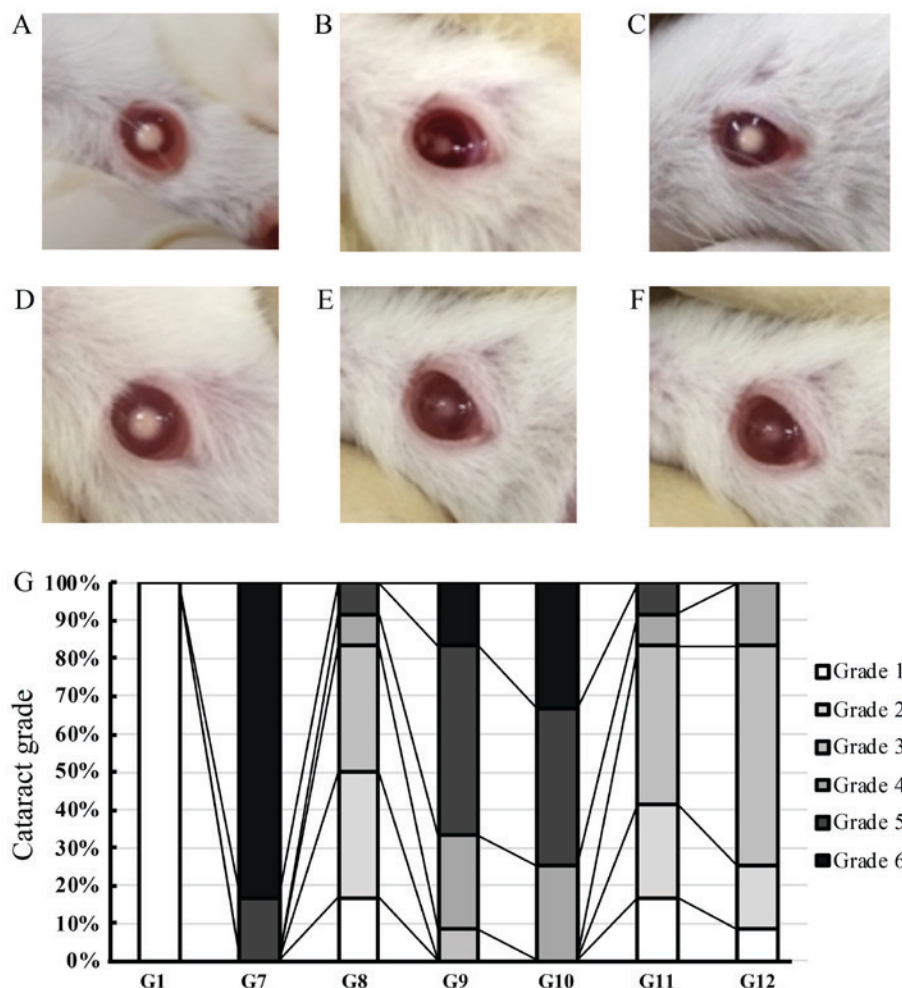 A
B
C
D
E
F
G
Cataract grade
100%
90%
80%
70%
60%
50%
40%
30%
20%
10%
0%
G1 G7 G8 G9 G10 G11 G12
Grade 1
Grade 2
Grade 3
Grade 4
Grade 5
Grade 6